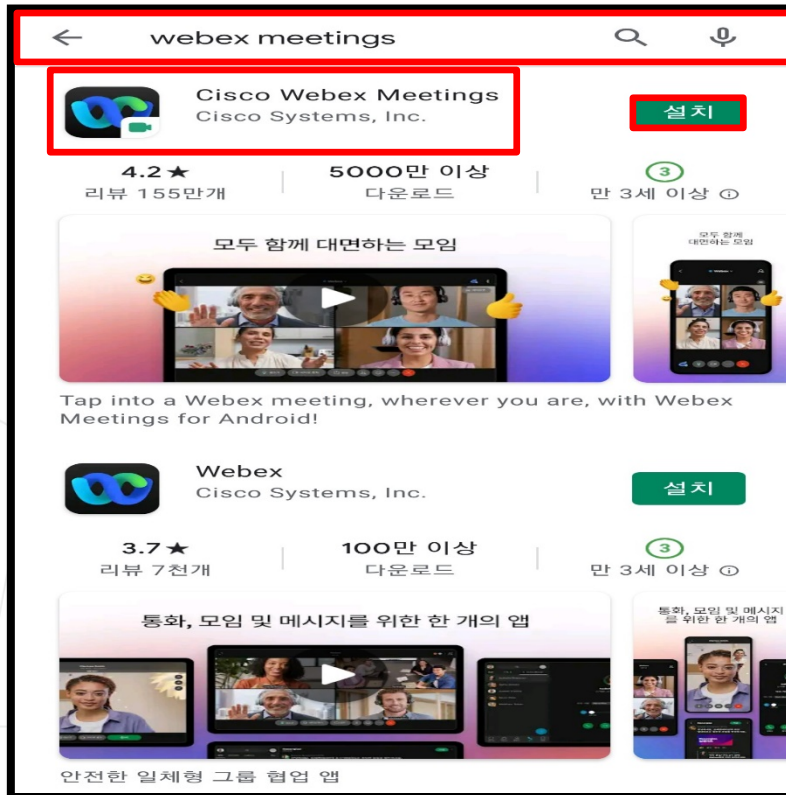 webex meetings
Cisco Webex Meetings
Cisco Systems, Inc.
설치
4.2★ 5000만 이상 3
리뷰 155만개 다운로드 만 3세 이상
모두 함께 대면하는 모임
모두 함께
대면하는 모임
Tap into a Webex meeting, wherever you are, with Webex
Meetings for Android!
Webex
Cisco Systems, Inc.
설치
3.7★ 100만 이상 3
리뷰 7천개 다운로드 만 3세 이상
통화, 모임 및 메시지를 위한 한 개의 앱
통화, 모임 및 메시지
를 위한 한 개의 앱
안전한 일체형 그룹 협업 앱